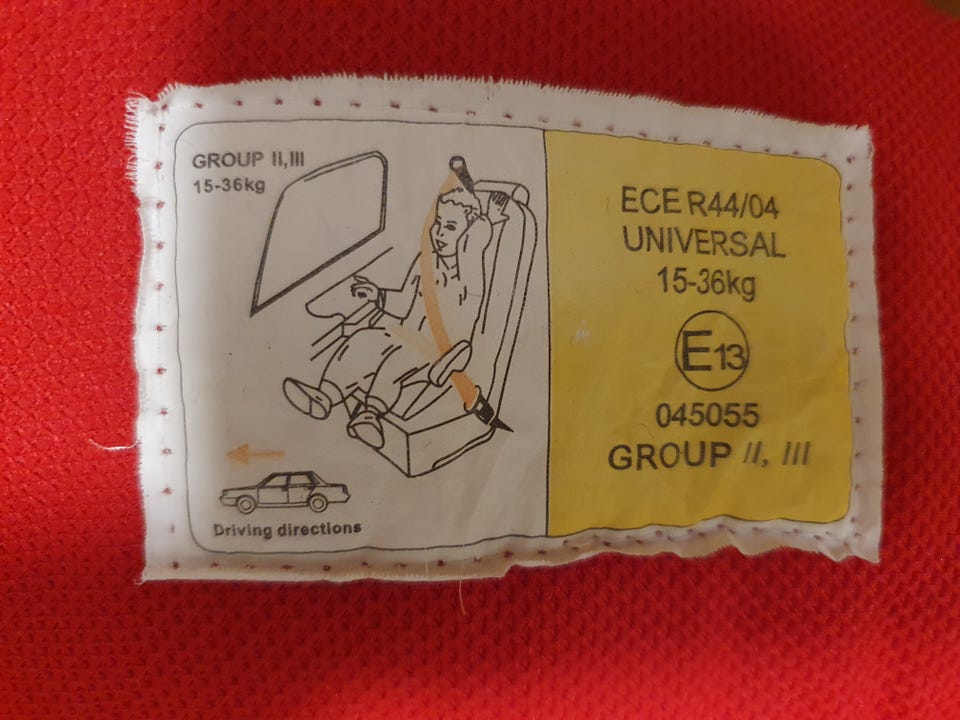 GROUP II,III
15-36kg
Driving directions
ECE R44/04
UNIVERSAL
15-36kg
E13
045055
GROUP II, III